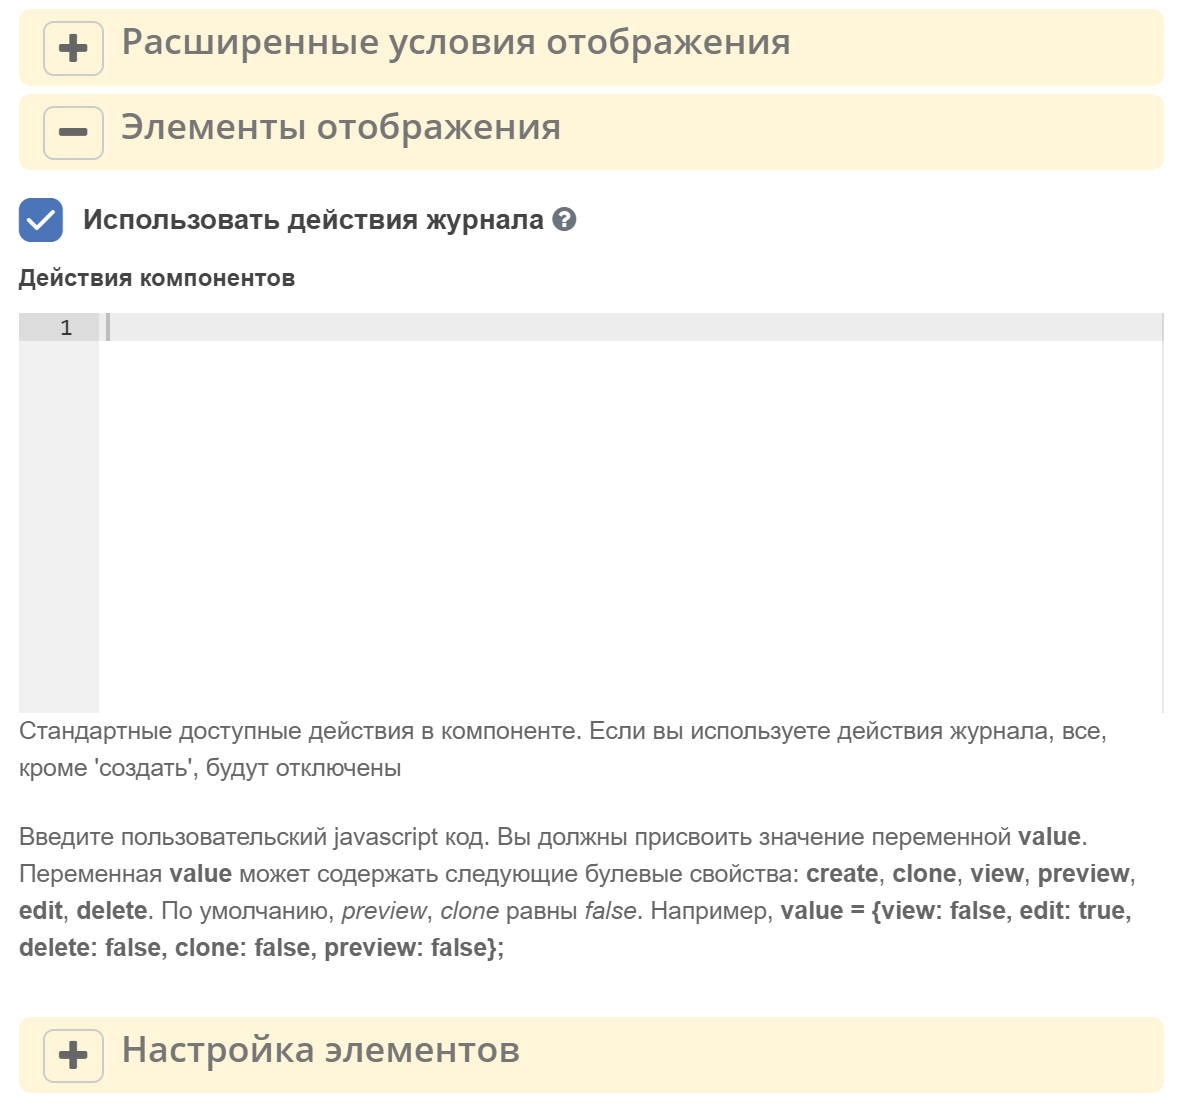 Расширенные условия отображения
Элементы отображения
Использовать действия журнала
Действия компонентов
1
Стандартные доступные действия в компоненте. Если вы используете действия журнала, все,
кроме 'создать', будут отключены
Введите пользовательский javascript код. Вы должны присвоить значение переменной value.
Переменная value может содержать следующие булевые свойства: create, clone, view, preview,
edit, delete. По умолчанию, preview, clone равны false. Например, value = {view: false, edit: true,
delete: false, clone: false, preview: false};
Настройка элементов